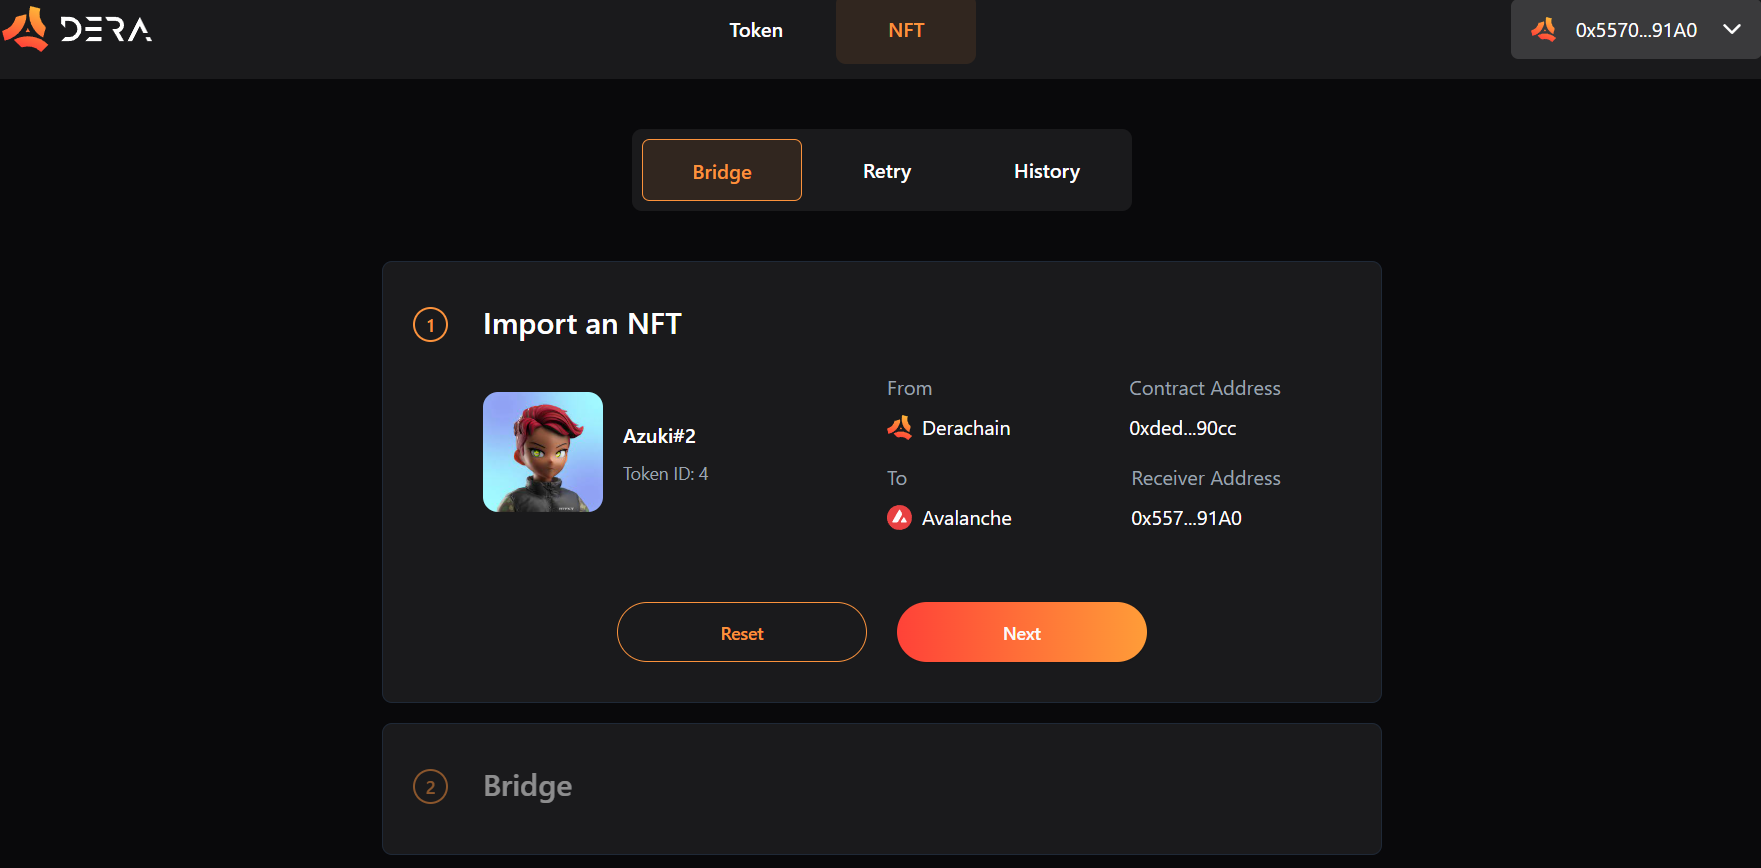 DERA
Token
NFT
0x5570...91A0
Bridge
Retry
History
1
Import an NFT
Azuki#2
Token ID: 4
From
Contract Address
Derachain
0xded...90cc
To
Receiver Address
Avalanche
0x557...91A0
Reset
Next
2
Bridge